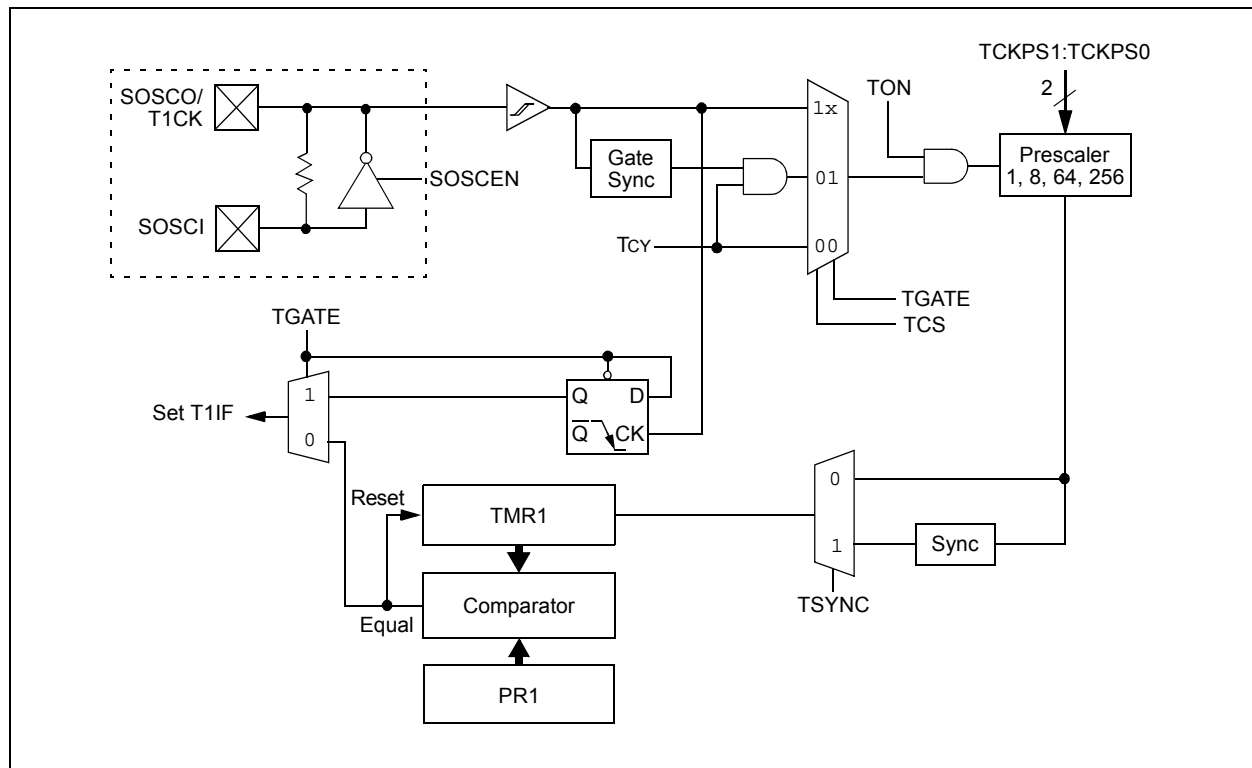 TCKPS1:TCKPS0
2
SOSCO/
T1CK
TON
1x
Gate
Sync
Prescaler
1, 8, 64, 256
SOSCEN
01
SOSCI
TCY
00
TGATE
TCS
TGATE
1
Q
D
Set T1IF
0
Q
CK
Reset
TMR1
0
1
Sync
Comparator
TSYNC
Equal
PR1